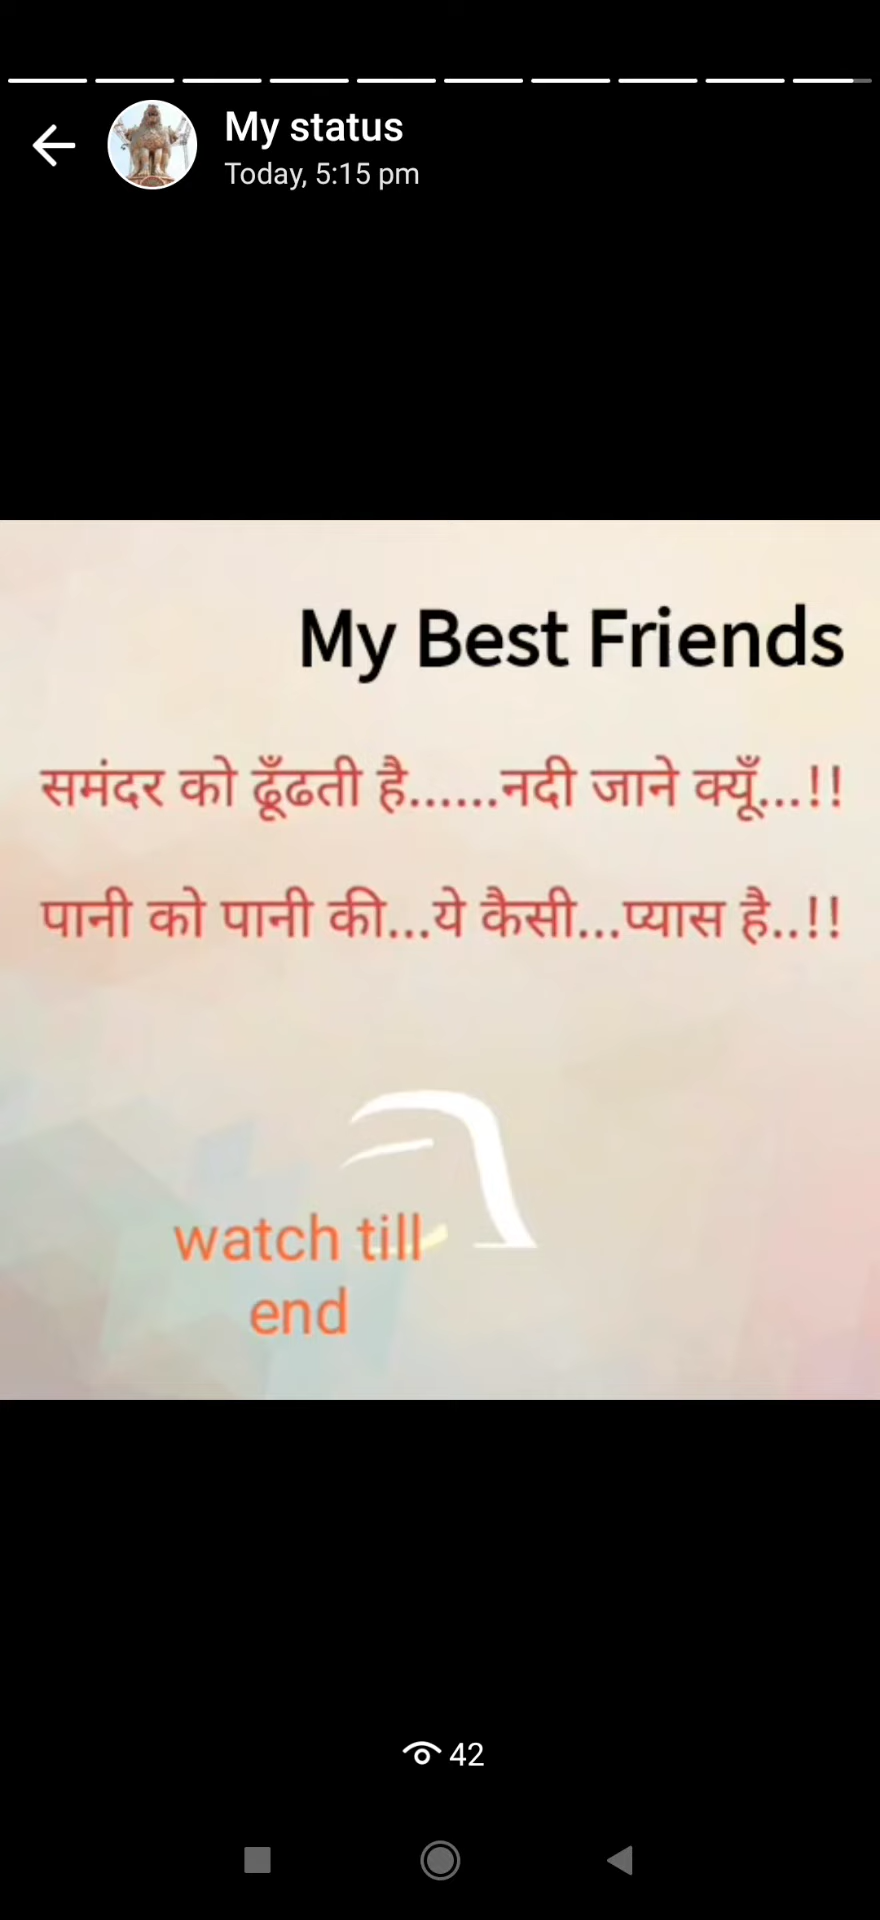 My status
Today, 5:15 pm
My Best Friends
समंदर को ढूँढती है......नदी जाने क्यूँ...!!
पानी को पानी की...ये कैसी...प्यास है..!!
watch till
end
42